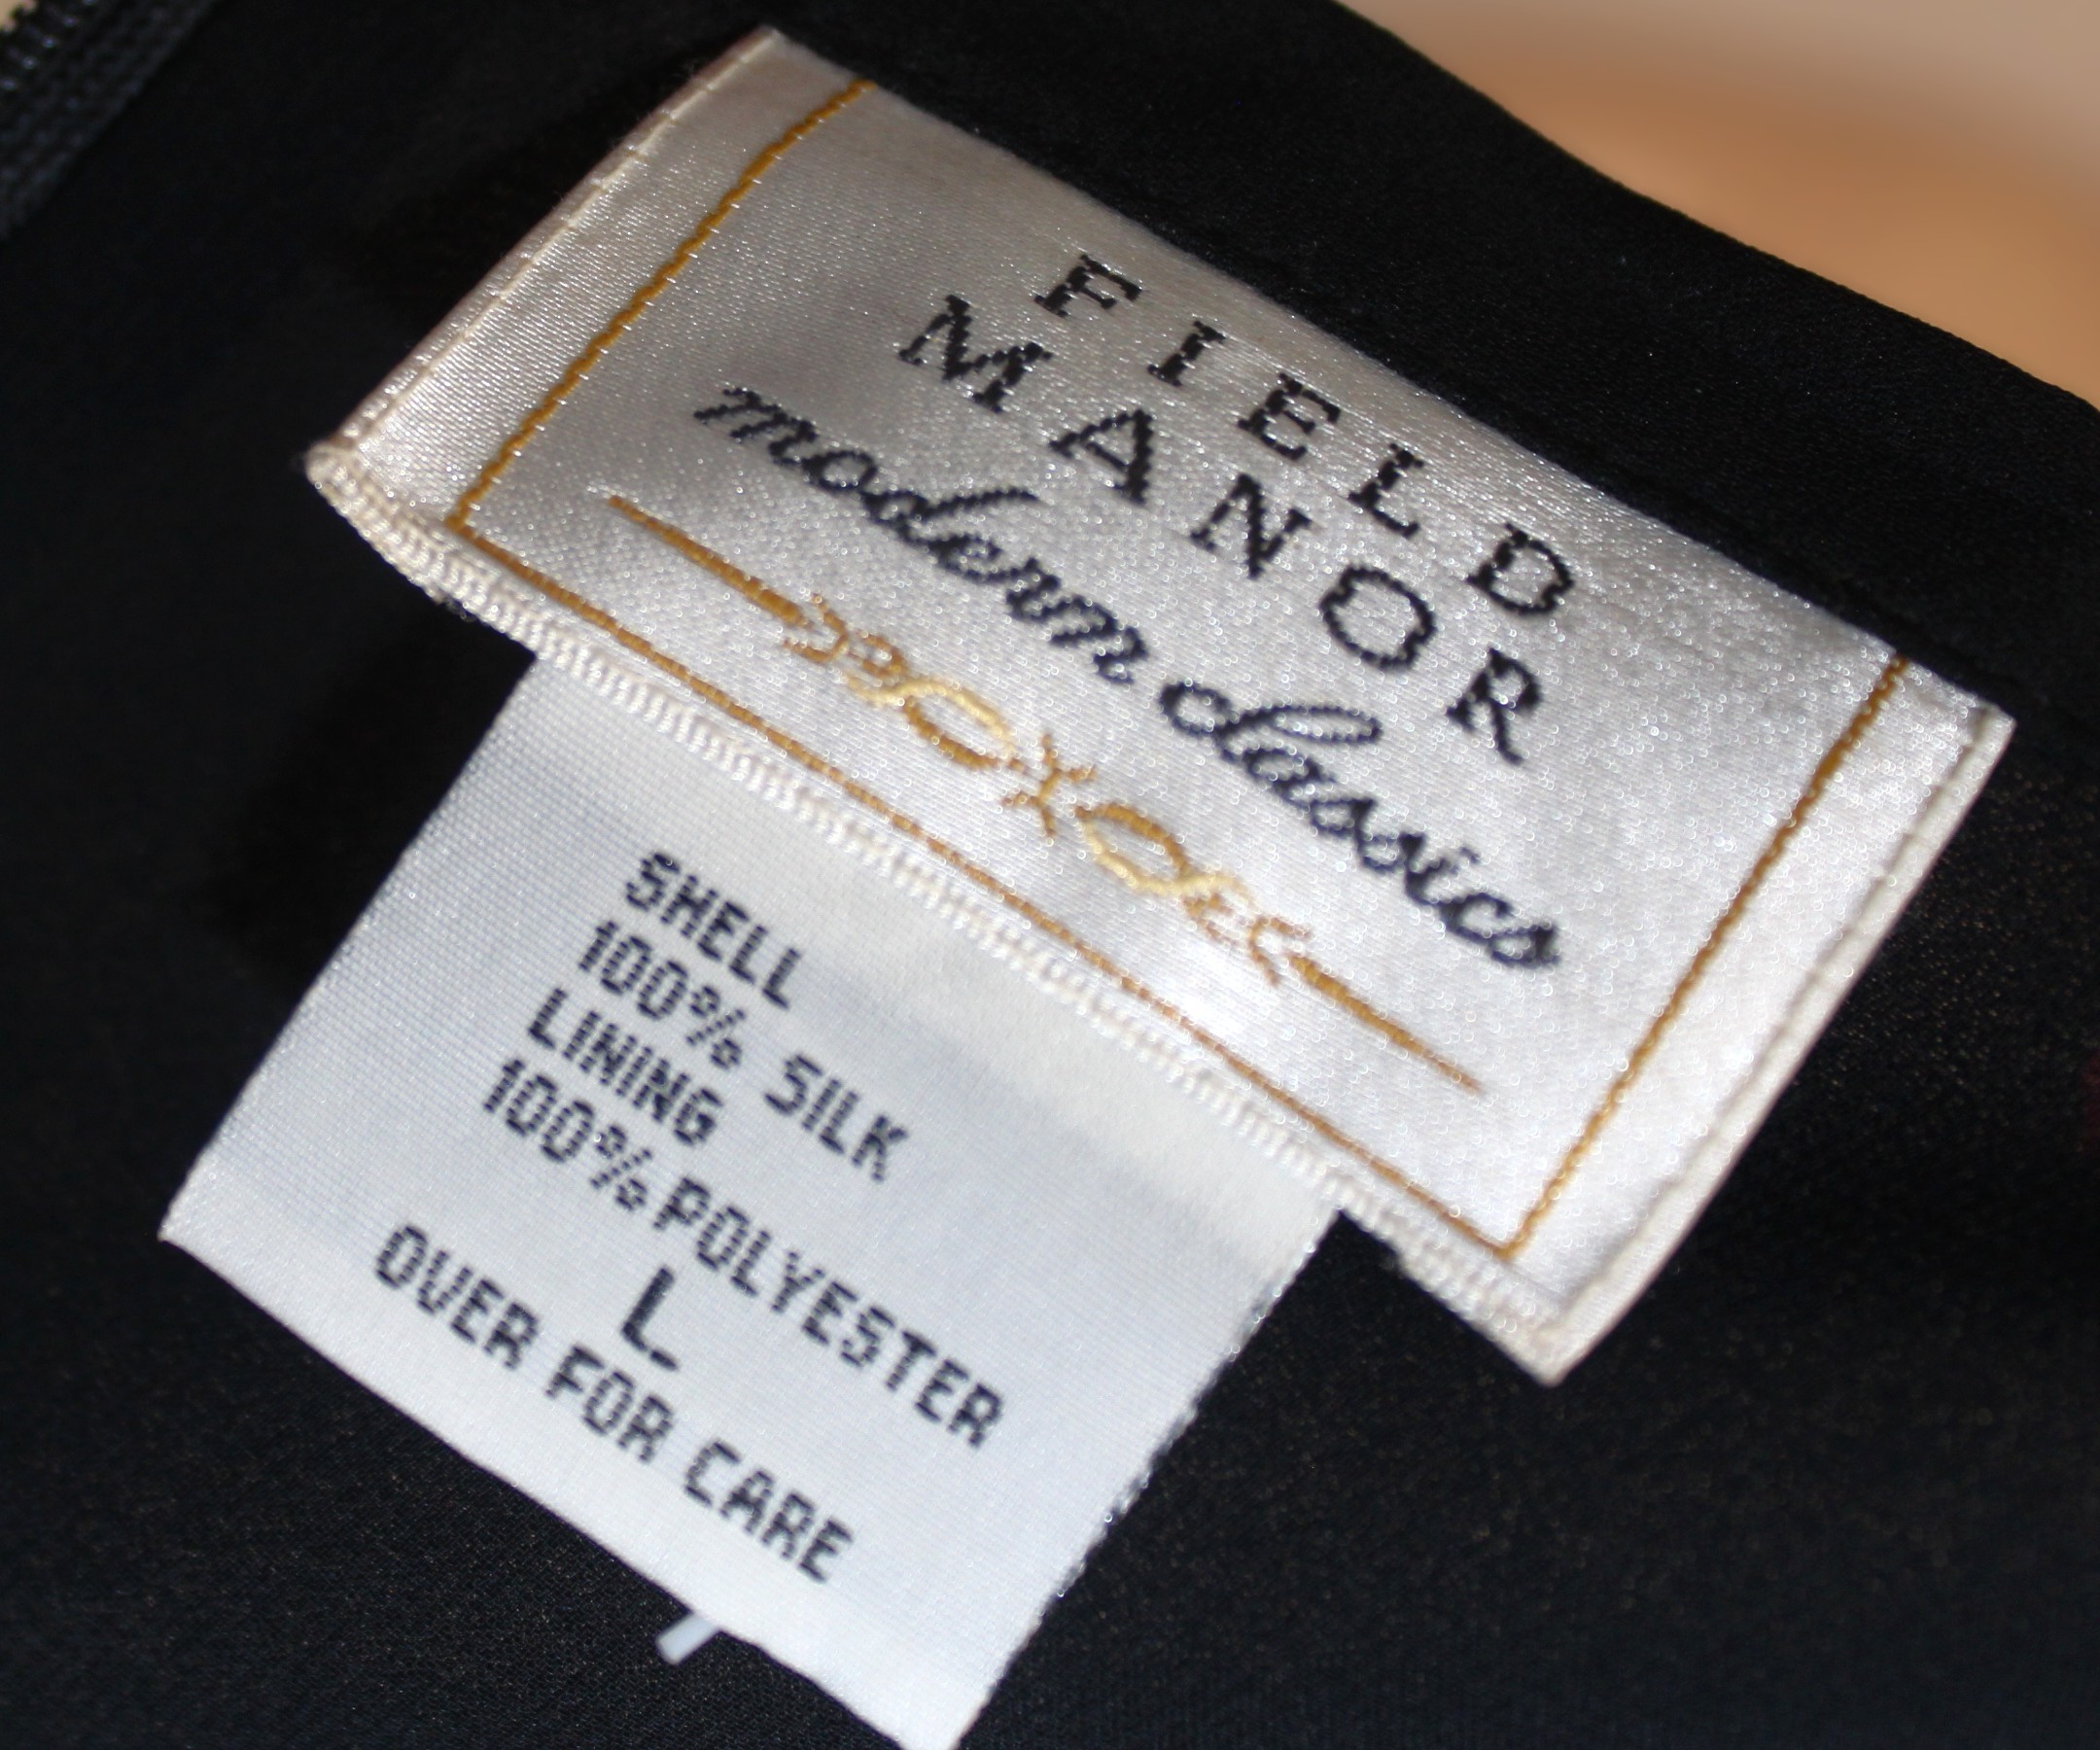 FIELD
MANOR
modern classics
SHELL
100% SILK
LINING
100% POLYESTER
L
OVER FOR CARE